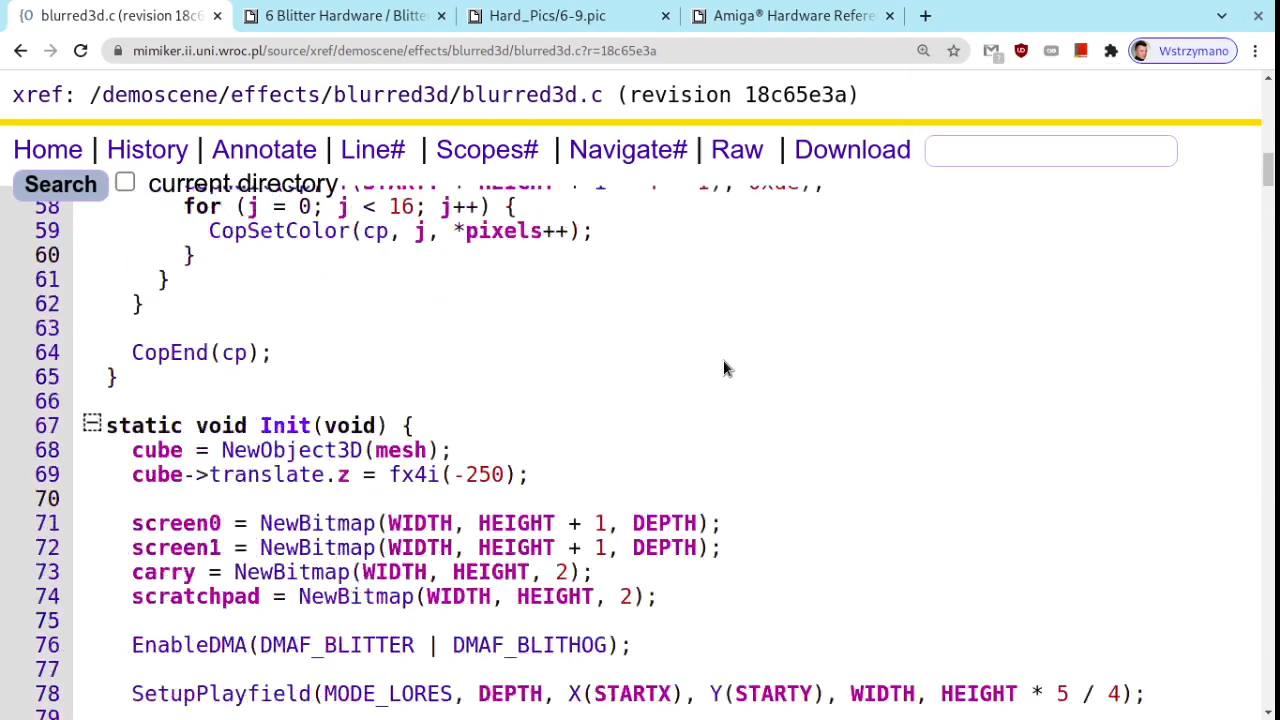 blurred3d.c (revision 18c6
6 Blitter Hardware / Blitte
Hard_Pics/6-9.pic
Amiga® Hardware Refere
mimiker.ii.uni.wroc.pl/source/xref/demoscene/effects/blurred3d/blurred3d.c?r=18c65e3a
Wstrzymano
xref: /demoscene/effects/blurred3d/blurred3d.c (revision 18c65e3a)
Home | History | Annotate | Line# | Scopes# | Navigate# | Raw | Download
Search current directory
58 for (j = 0; j < 16; j++) {
59 CopSetColor(cp, j, *pixels++);
60 }
61 }
62 }
63
64 CopEnd(cp);
65 }
66
67 static void Init(void) {
68 cube = NewObject3D(mesh);
69 cube->translate.z = fx4i(-250);
70
71 screen0 = NewBitmap(WIDTH, HEIGHT + 1, DEPTH);
72 screen1 = NewBitmap(WIDTH, HEIGHT + 1, DEPTH);
73 carry = NewBitmap(WIDTH, HEIGHT, 2);
74 scratchpad = NewBitmap(WIDTH, HEIGHT, 2);
75
76 EnableDMA(DMAF_BLITTER | DMAF_BLITHOG);
77
78 SetupPlayfield(MODE_LORES, DEPTH, X(STARTX), Y(STARTY), WIDTH, HEIGHT * 5 / 4);
79